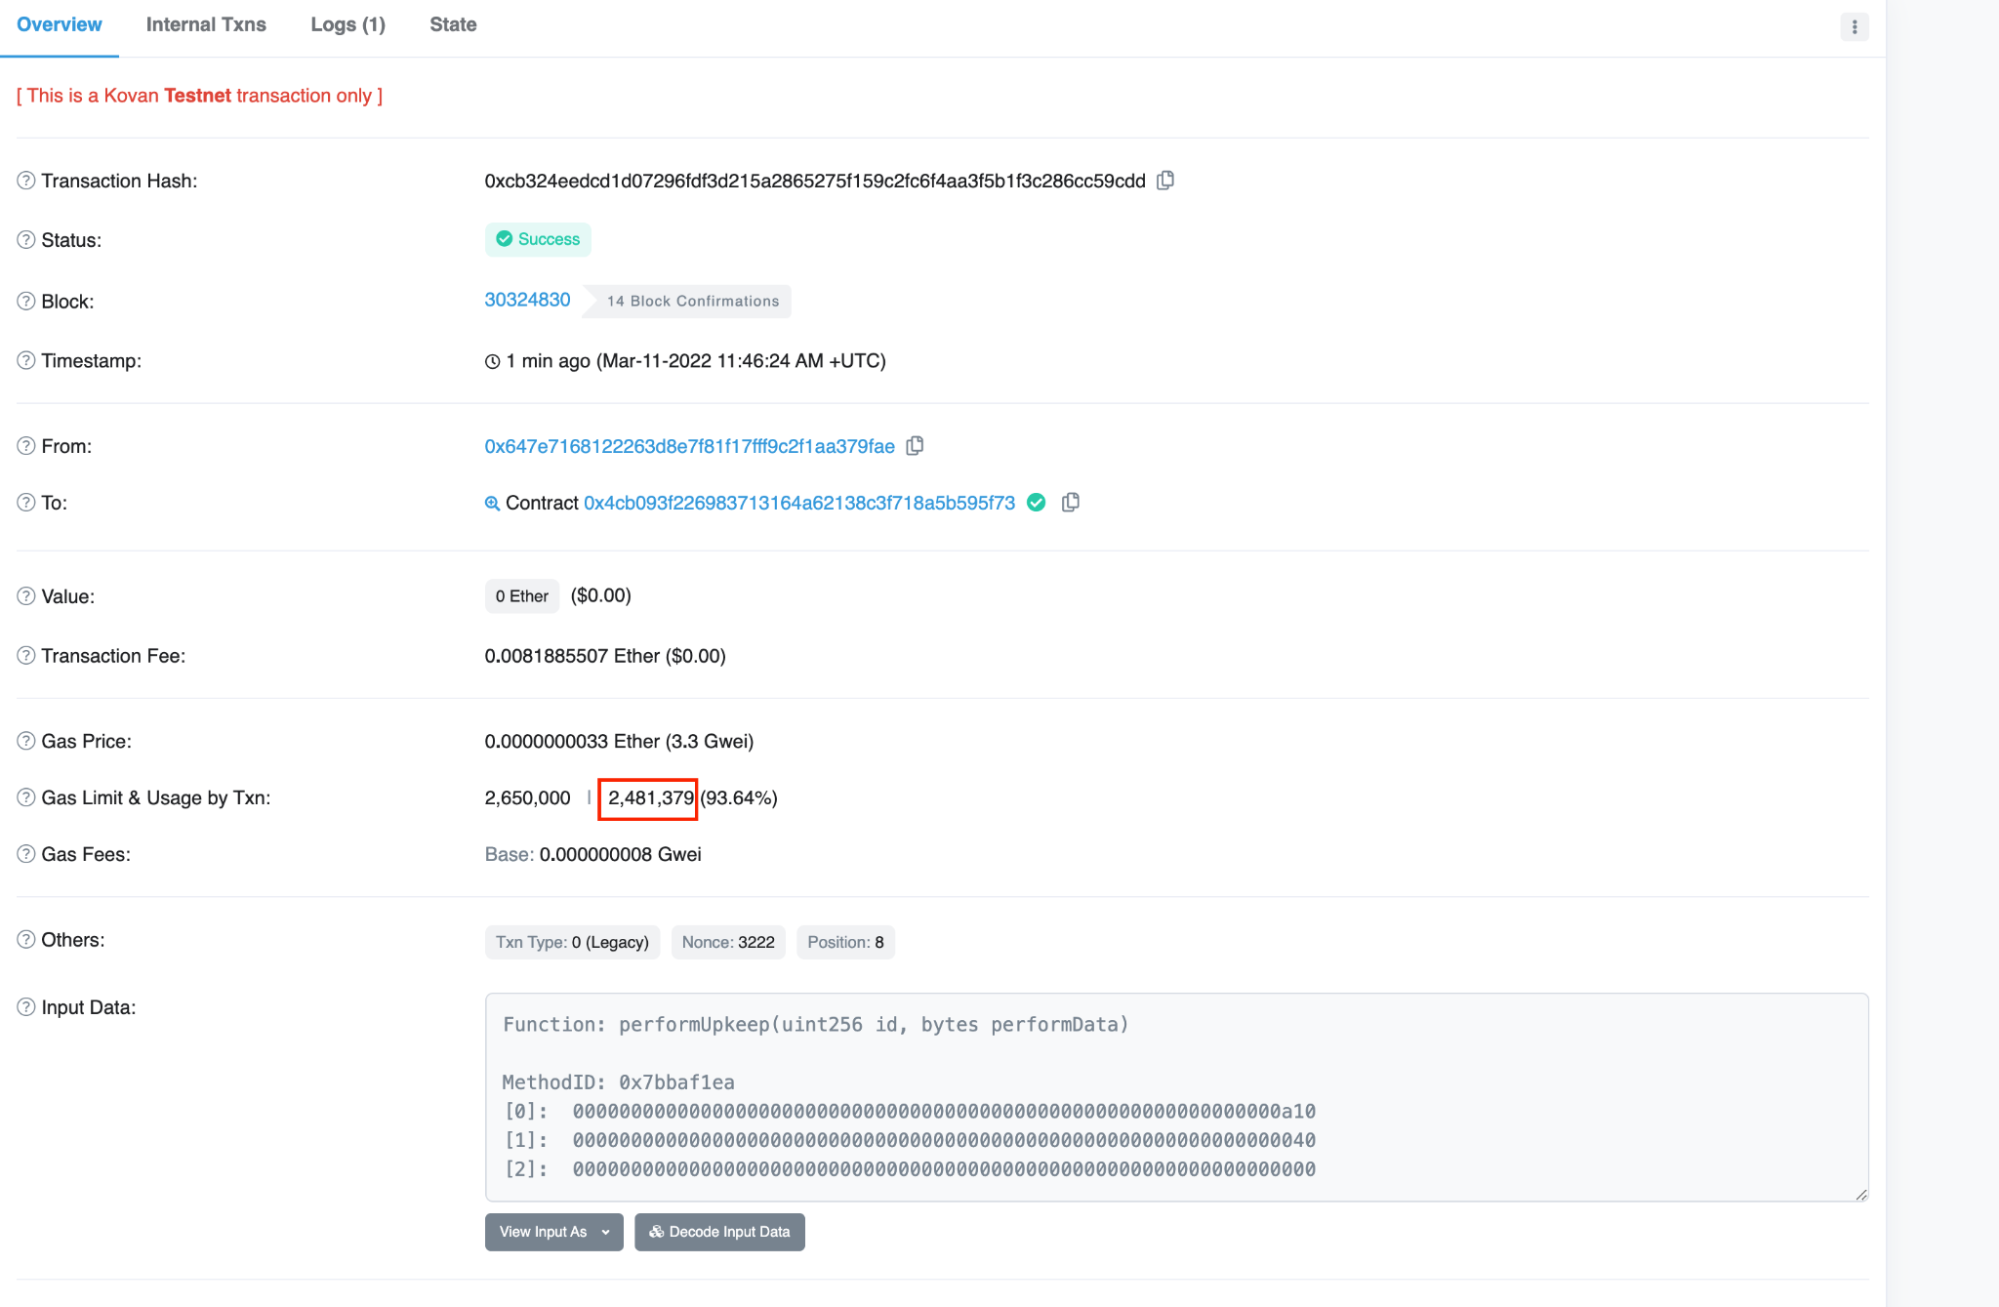 Overview Internal Txns Logs (1) State
[ This is a Kovan Testnet transaction only ]
Transaction Hash: 0xcb324eedcd1d07296fdf3d215a2865275f159c2fc6f4aa3f5b1f3c286cc59cdd
Status: Success
Block: 30324830 14 Block Confirmations
Timestamp: 1 min ago (Mar-11-2022 11:46:24 AM +UTC)
From: 0x647e7168122263d8e7f81f17fff9c2f1aa379fae
To: Contract 0x4cb093f226983713164a62138c3f718a5b595f73
Value: 0 Ether ($0.00)
Transaction Fee: 0.0081885507 Ether ($0.00)
Gas Price: 0.0000000033 Ether (3.3 Gwei)
Gas Limit & Usage by Txn: 2,650,000 | 2,481,379 (93.64%)
Gas Fees: Base: 0.000000008 Gwei
Others: Txn Type: 0 (Legacy) Nonce: 3222 Position: 8
Input Data:
Function: performUpkeep(uint256 id, bytes performData)
MethodID: 0x7bbaf1ea
[0]: 0000000000000000000000000000000000000000000000000000000000000a10
[1]: 0000000000000000000000000000000000000000000000000000000000000040
[2]: 0000000000000000000000000000000000000000000000000000000000000000
View Input As Decode Input Data